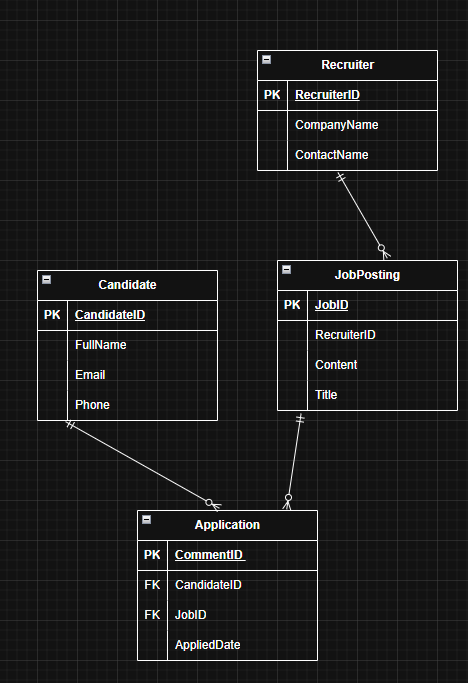 Recruiter
PK RecruiterID
CompanyName
ContactName
Candidate
PK CandidateID
FullName
Email
Phone
JobPosting
PK JobID
RecruiterID
Content
Title
Application
PK CommentID
FK CandidateID
FK JobID
AppliedDate